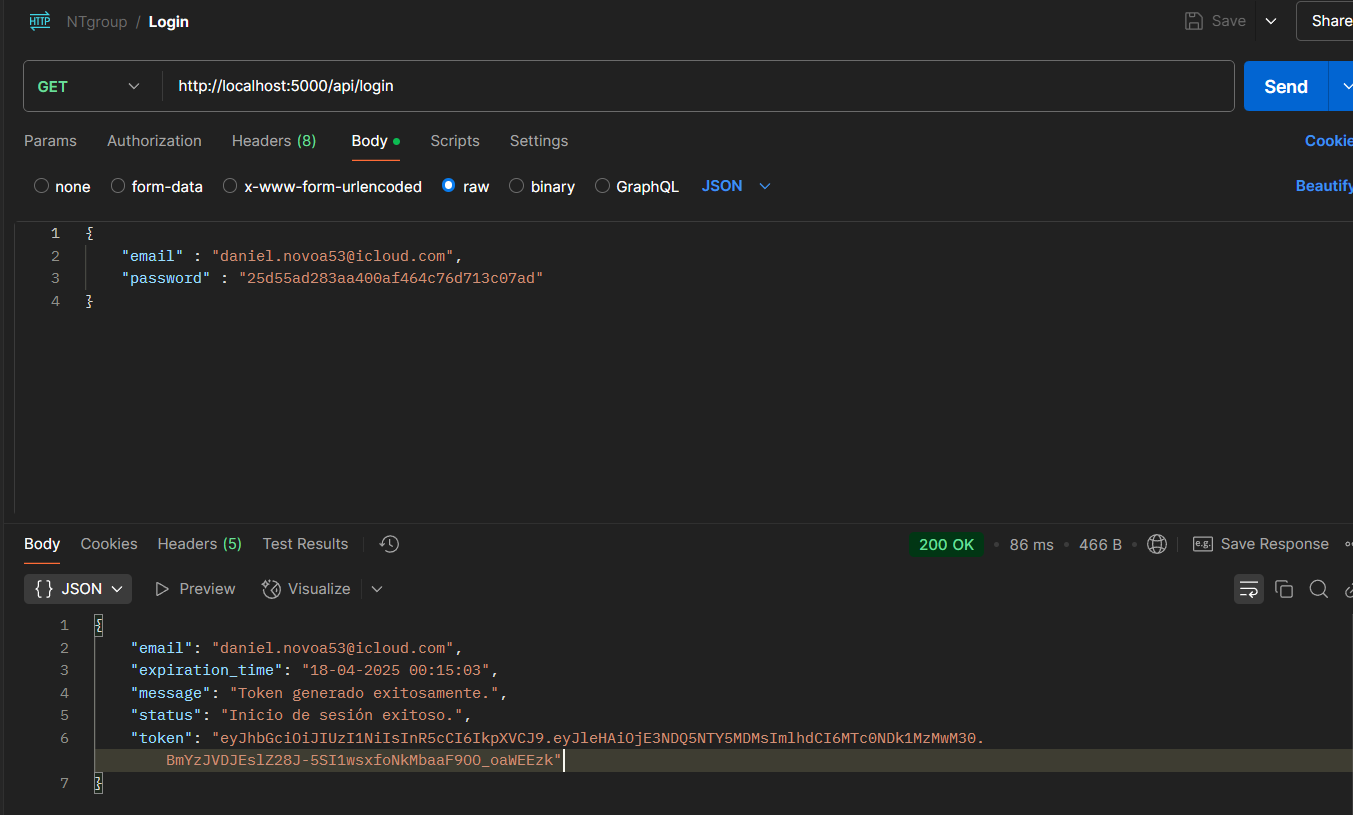 HTTP NTgroup / Login Save Share
GET http://localhost:5000/api/login Send
Params Authorization Headers (8) Body Scripts Settings Cookie
none form-data x-www-form-urlencoded raw binary GraphQL JSON Beautify
1 {
2 "email" : "daniel.novoa53@icloud.com",
3 "password" : "25d55ad283aa400af464c76d713c07ad"
4 }
Body Cookies Headers (5) Test Results 200 OK 86 ms 466 B e.g. Save Response
{} JSON Preview Visualize
1 {
2 "email": "daniel.novoa53@icloud.com",
3 "expiration_time": "18-04-2025 00:15:03",
4 "message": "Token generado exitosamente.",
5 "status": "Inicio de sesión exitoso.",
6 "token": "eyJhbGciOiJIUzI1NiIsInR5cCI6IkpXVCJ9.eyJleHAiOjE3NDQ5NTY5MDMsImlhdCI6MTc0NDk1MzMwM30.
BmYzJVDJEslZ28J-5SI1wsxfoNkMbaaF9OO_oaWEEzk"
7 }